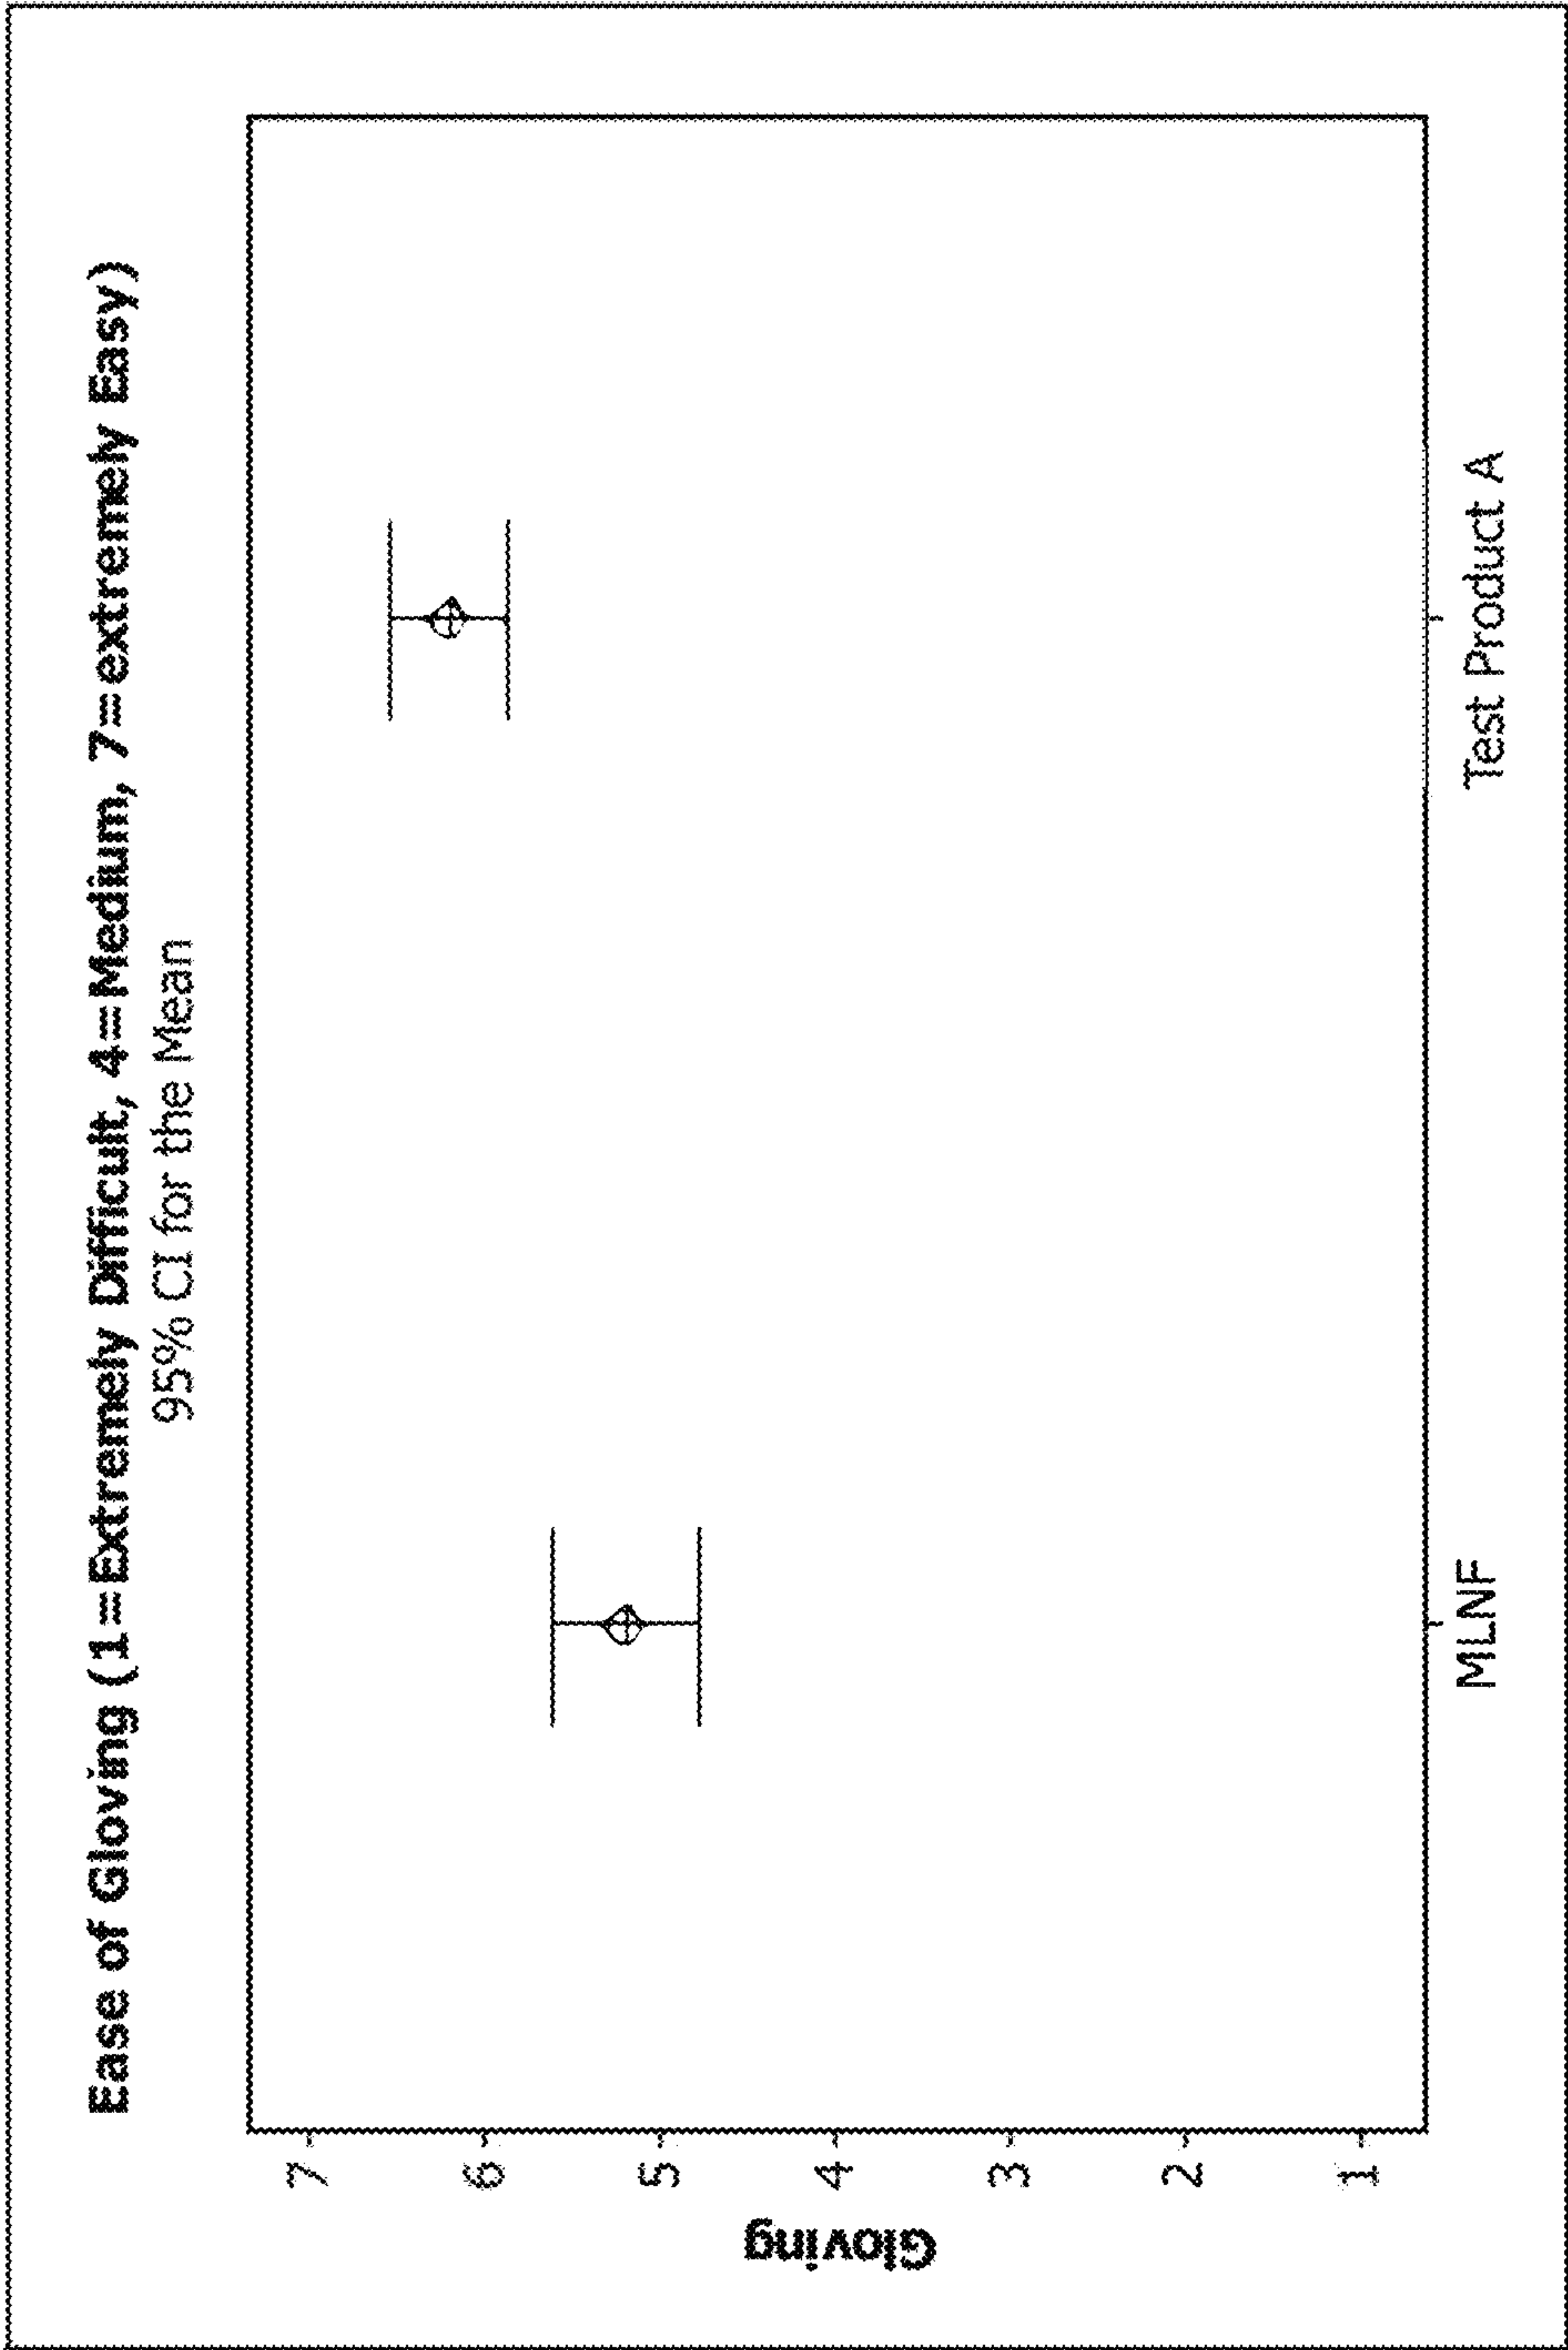 Ease of Gloving (1=Extremely Difficult, 4=Medium, 7=extremely Easy)
95% CI for the Mean
Gloving
7
6
5
4
3
2
1
MLNF
Test Product A